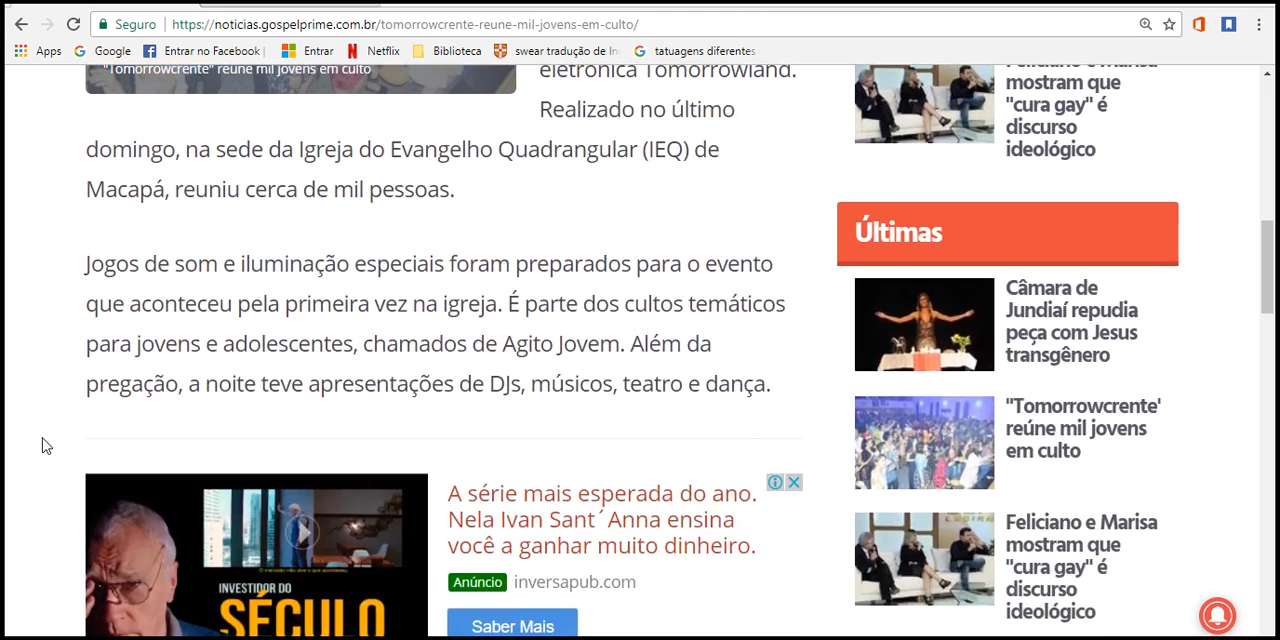 Seguro | https://noticias.gospelprime.com.br/tomorrowcrente-reune-mil-jovens-em-culto/
Apps Google Entrar no Facebook | Entrar Netflix Biblioteca swear tradução de In tatuagens diferentes
"Tomorrowcrente" reúne mil jovens em culto
eletrônica Tomorrowland.
Realizado no último
domingo, na sede da Igreja do Evangelho Quadrangular (IEQ) de
Macapá, reuniu cerca de mil pessoas.
Jogos de som e iluminação especiais foram preparados para o evento
que aconteceu pela primeira vez na igreja. É parte dos cultos temáticos
para jovens e adolescentes, chamados de Agito Jovem. Além da
pregação, a noite teve apresentações de DJs, músicos, teatro e dança.
INVESTIDOR DO
SÉCULO
A série mais esperada do ano.
Nela Ivan Sant´Anna ensina
você a ganhar muito dinheiro.
Anúncio inversapub.com
Saber Mais
Feliciano e Marisa
mostram que
"cura gay" é
discurso
ideológico
Últimas
Câmara de
Jundiaí repudia
peça com Jesus
transgênero
"Tomorrowcrente'
reúne mil jovens
em culto
Feliciano e Marisa
mostram que
"cura gay" é
discurso
ideológico